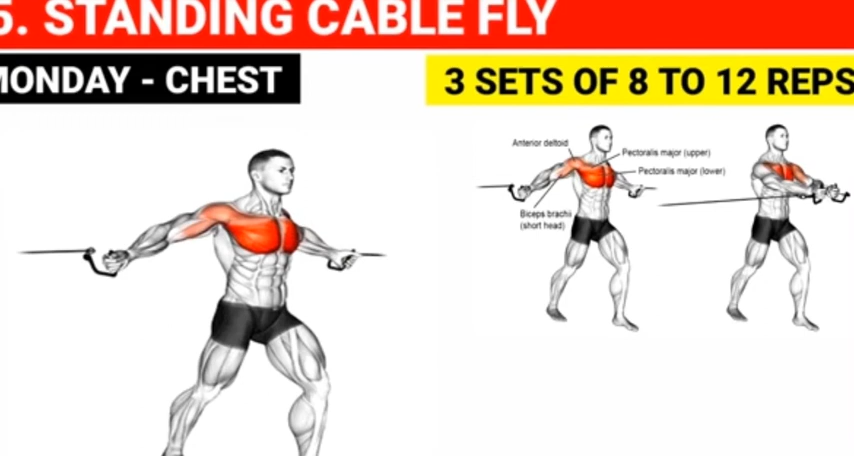 5. STANDING CABLE FLY
MONDAY - CHEST
3 SETS OF 8 TO 12 REPS
Anterior deltoid
Pectoralis major (upper)
Pectoralis major (lower)
Biceps brachii
(short head)